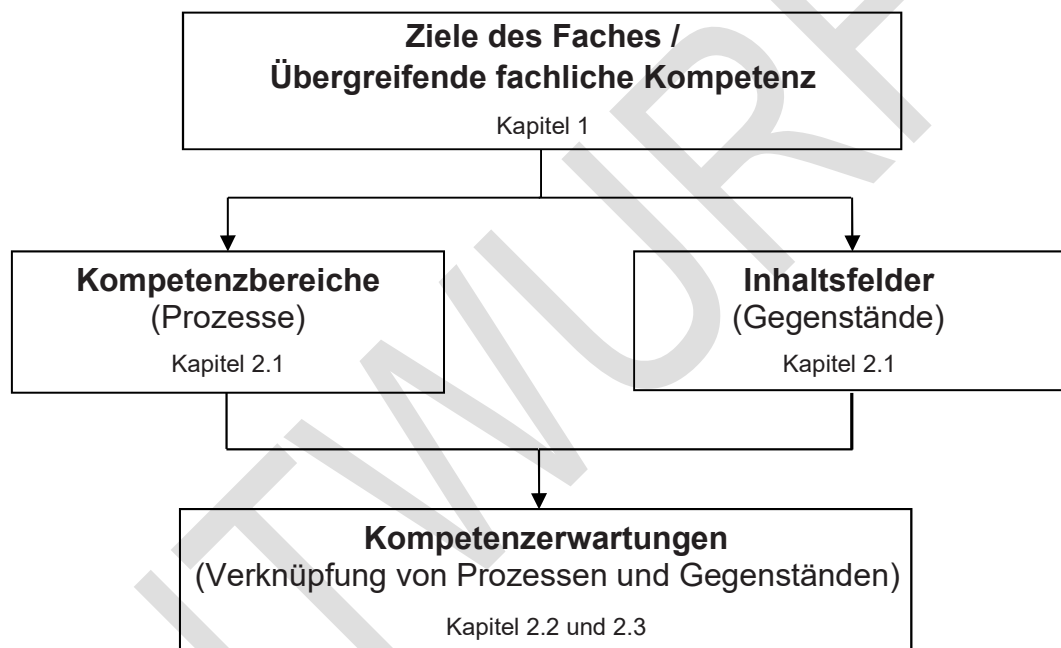 Ziele des Faches /
Übergreifende fachliche Kompetenz
Kapitel 1
Kompetenzbereiche
(Prozesse)
Kapitel 2.1
Inhaltsfelder
(Gegenstände)
Kapitel 2.1
Kompetenzerwartungen
(Verknüpfung von Prozessen und Gegenständen)
Kapitel 2.2 und 2.3